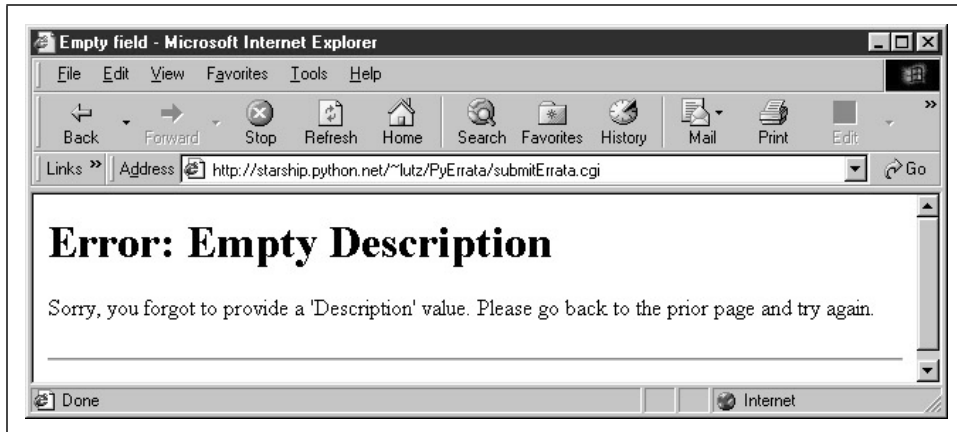 Empty field - Microsoft Internet Explorer
File Edit View Favorites Tools Help
Back Forward Stop Refresh Home Search Favorites History Mail Print Edit »
Links » Address http://starship.python.net/~lutz/PyErrata/submitErrata.cgi Go
Error: Empty Description
Sorry, you forgot to provide a 'Description' value. Please go back to the prior page and try again.
Done Internet